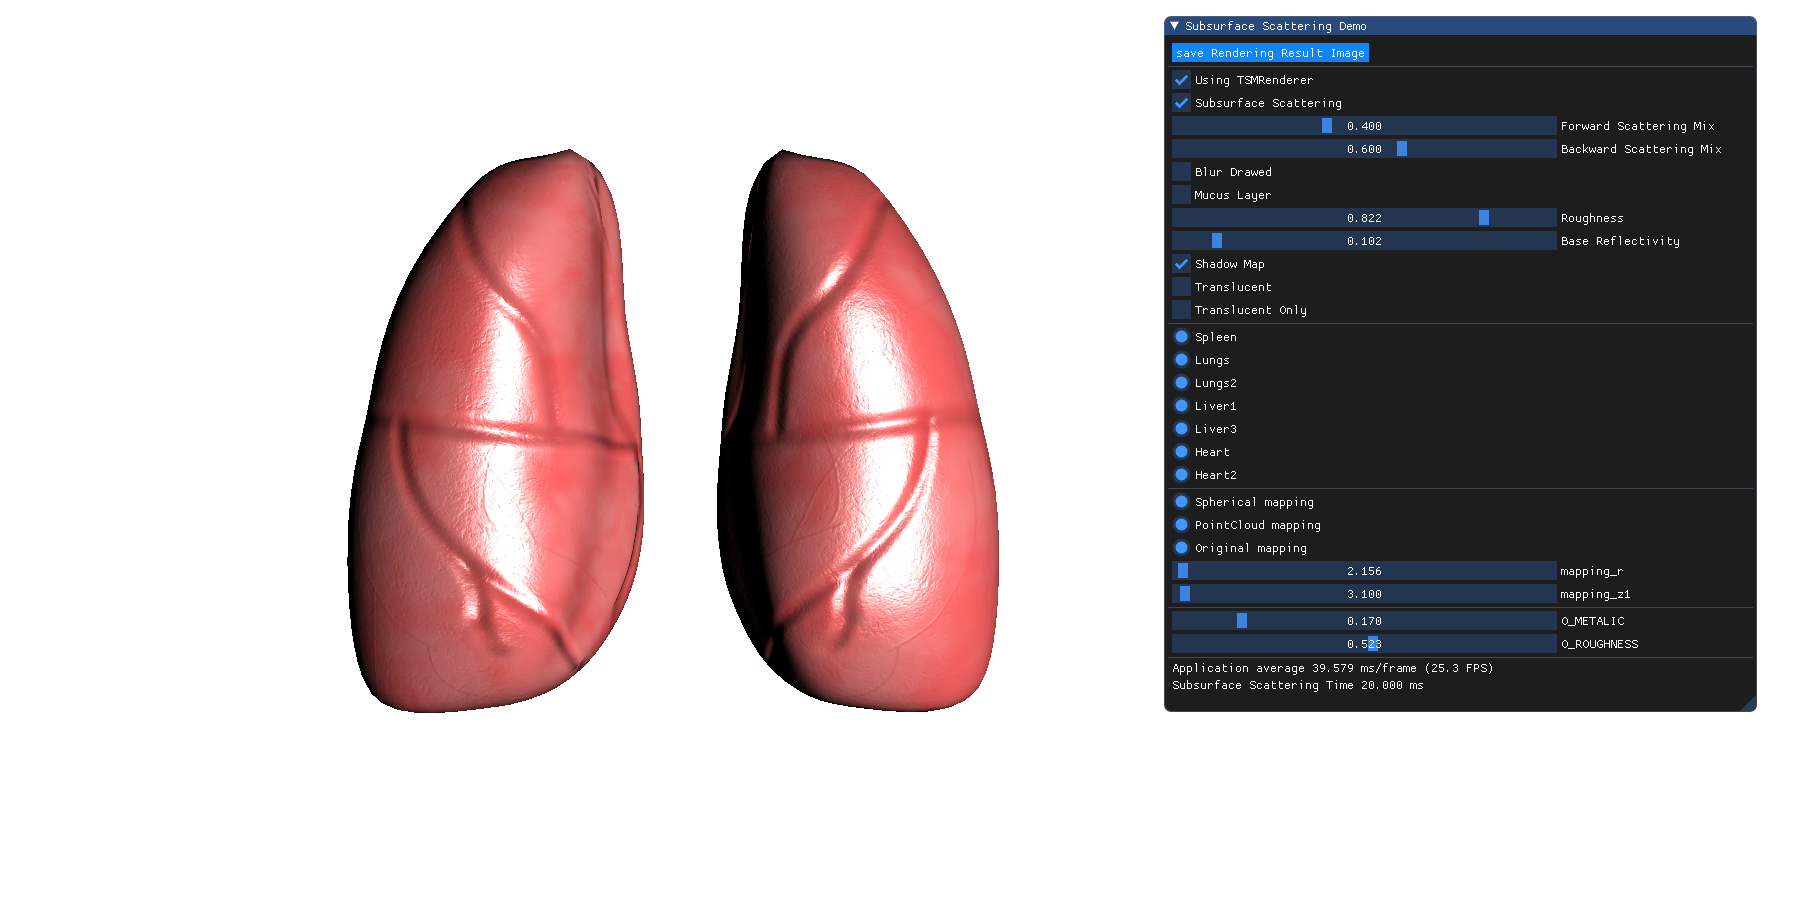 Subsurface Scattering Demo
save Rendering Result Image
Using TSMRenderer
Subsurface Scattering
0.400 Forward Scattering Mix
0.600 Backward Scattering Mix
Blur Drawed
Mucus Layer
0.822 Roughness
0.102 Base Reflectivity
Shadow Map
Translucent
Translucent Only
Spleen
Lungs
Lungs2
Liver1
Liver3
Heart
Heart2
Spherical mapping
PointCloud mapping
Original mapping
2.156 mapping_r
3.100 mapping_z1
0.170 O_METALIC
0.523 O_ROUGHNESS
Application average 39.579 ms/frame (25.3 FPS)
Subsurface Scattering Time 20.000 ms